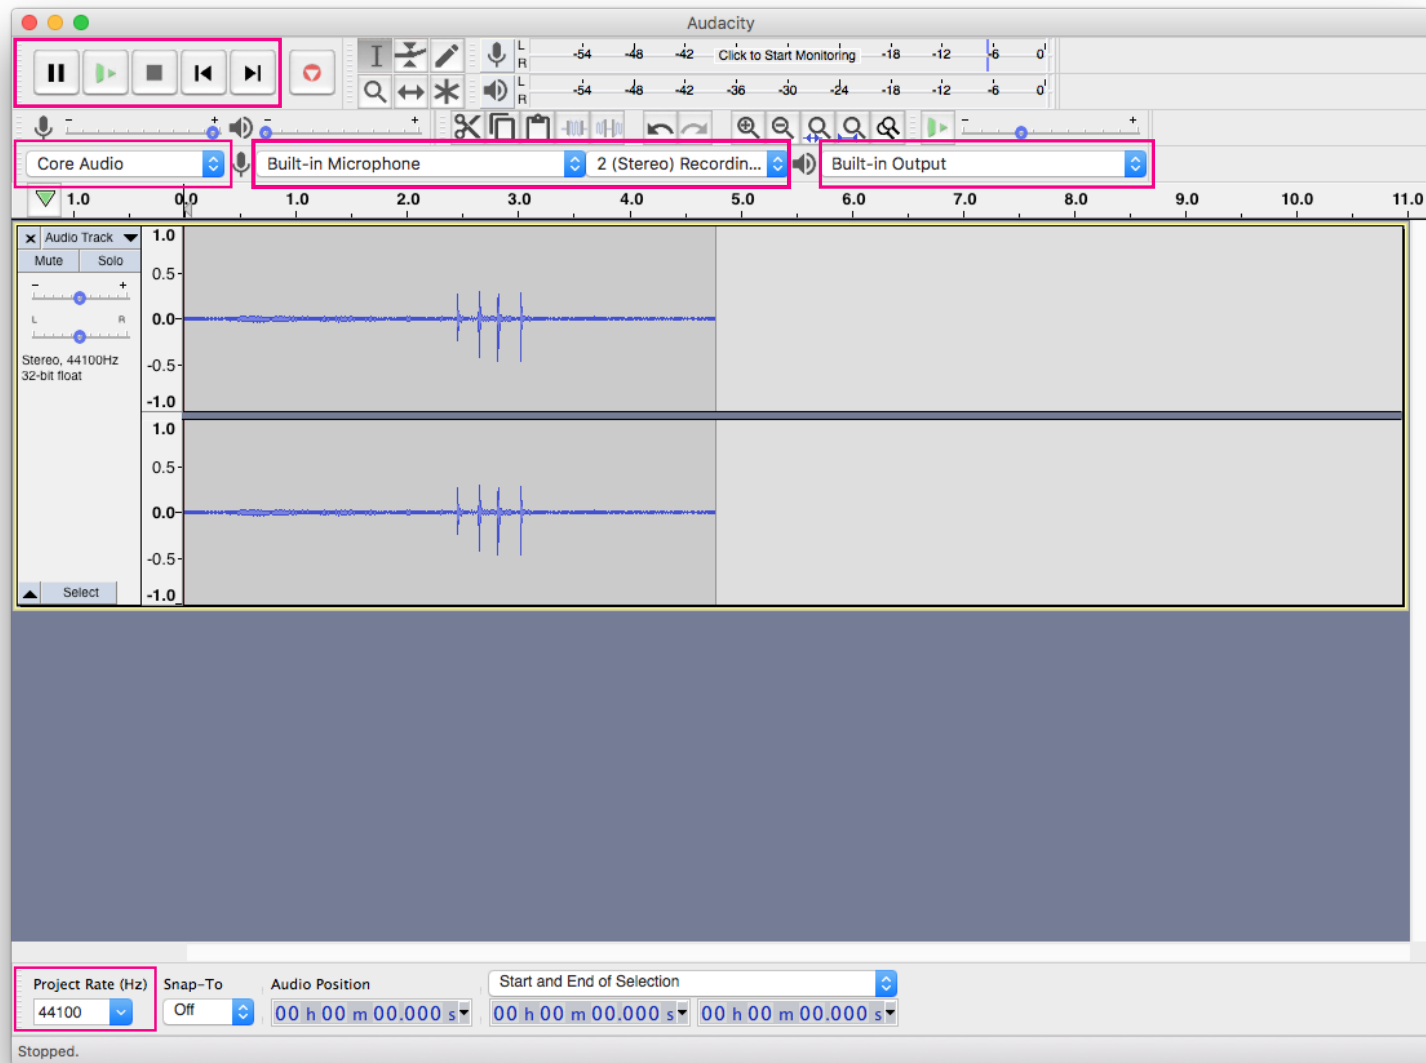 Audacity
L
R
-54 -48 -42 Click to Start Monitoring -18 -12 -6 0
L
R
-54 -48 -42 -36 -30 -24 -18 -12 -6 0
- + - + - +
Core Audio Built-in Microphone 2 (Stereo) Recordin... Built-in Output
1.0 0.0 1.0 2.0 3.0 4.0 5.0 6.0 7.0 8.0 9.0 10.0 11.0
x Audio Track
Mute Solo
- +
L R
Stereo, 44100Hz
32-bit float
1.0
0.5-
0.0-
-0.5-
-1.0
1.0
0.5-
0.0-
-0.5-
-1.0
Select
Project Rate (Hz) Snap-To Audio Position Start and End of Selection
44100 Off 00 h 00 m 00.000 s 00 h 00 m 00.000 s 00 h 00 m 00.000 s
Stopped.